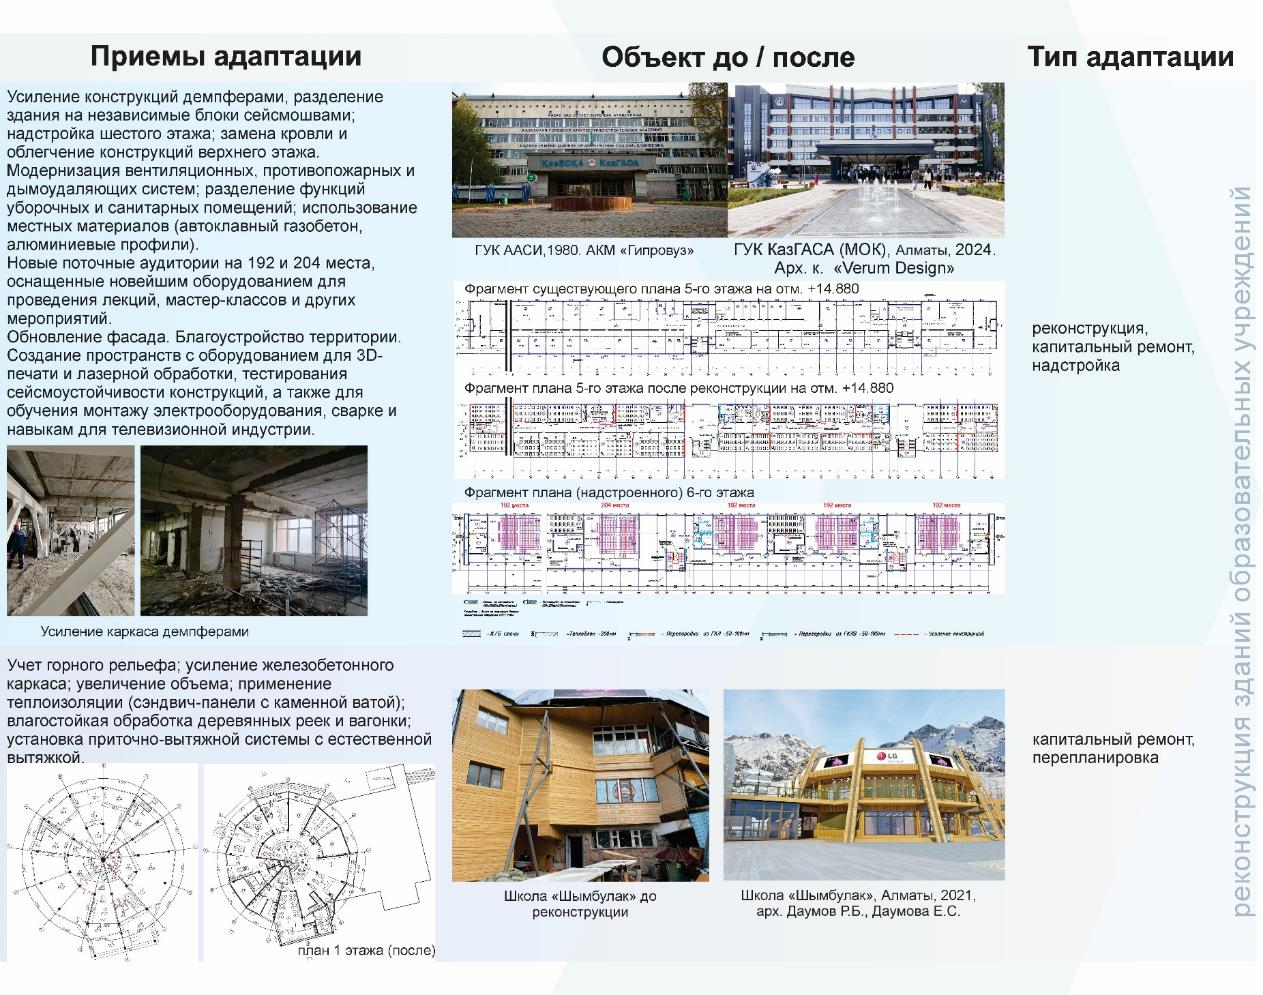 Приемы адаптации
Объект до / после
Тип адаптации
Усиление конструкций демпферами, разделение
здания на независимые блоки сейсмошвами;
надстройка шестого этажа; замена кровли и
облегчение конструкций верхнего этажа.
Модернизация вентиляционных, противопожарных и
дымоудаляющих систем; разделение функций
уборочных и санитарных помещений; использование
местных материалов (автоклавный газобетон,
алюминиевые профили).
Новые поточные аудитории на 192 и 204 места,
оснащенные новейшим оборудованием для
проведения лекций, мастер-классов и других
мероприятий.
Обновление фасада. Благоустройство территории.
Создание пространств с оборудованием для 3D-
печати и лазерной обработки, тестирования
сейсмоустойчивости конструкций, а также для
обучения монтажу электрооборудования, сварке и
навыкам для телевизионной индустрии.
Усиление каркаса демпферами
ҚазБСҚА КазГАСА
ГУК ААСИ,1980. АКМ «Гипровуз»
ГУК КазГАСА (МОК), Алматы, 2024.
Арх. к. «Verum Design»
Фрагмент существующего плана 5-го этажа на отм. +14.880
Фрагмент плана 5-го этажа после реконструкции на отм. +14.880
Фрагмент плана (надстроенного) 6-го этажа
192 места
204 места
192 места
192 места
192 места
реконструкция,
капитальный ремонт,
надстройка
реконструкция зданий образовательных учреждений
Учет горного рельефа; усиление железобетонного
каркаса; увеличение объема; применение
теплоизоляции (сэндвич-панели с каменной ватой);
влагостойкая обработка деревянных реек и вагонки;
установка приточно-вытяжной системы с естественной
вытяжкой.
план 1 этажа (после)
LG
Школа «Шымбулак» до
реконструкции
Школа «Шымбулак», Алматы, 2021,
арх. Даумов Р.Б., Даумова Е.С.
капитальный ремонт,
перепланировка